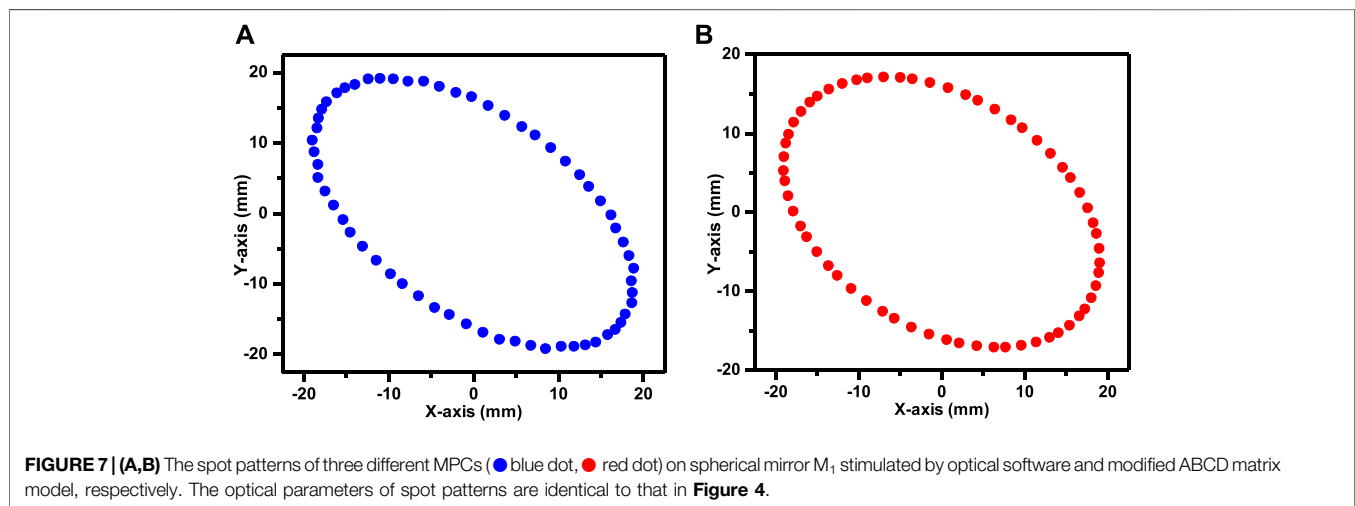 A
B
20
10
0
-10
-20
Y-axis (mm)
-20 -10 0 10 20
X-axis (mm)
20
10
0
-10
-20
Y-axis (mm)
-20 -10 0 10 20
X-axis (mm)
FIGURE 7 | (A,B) The spot patterns of three different MPCs (● blue dot, ● red dot) on spherical mirror M₁ stimulated by optical software and modified ABCD matrix
model, respectively. The optical parameters of spot patterns are identical to that in Figure 4.